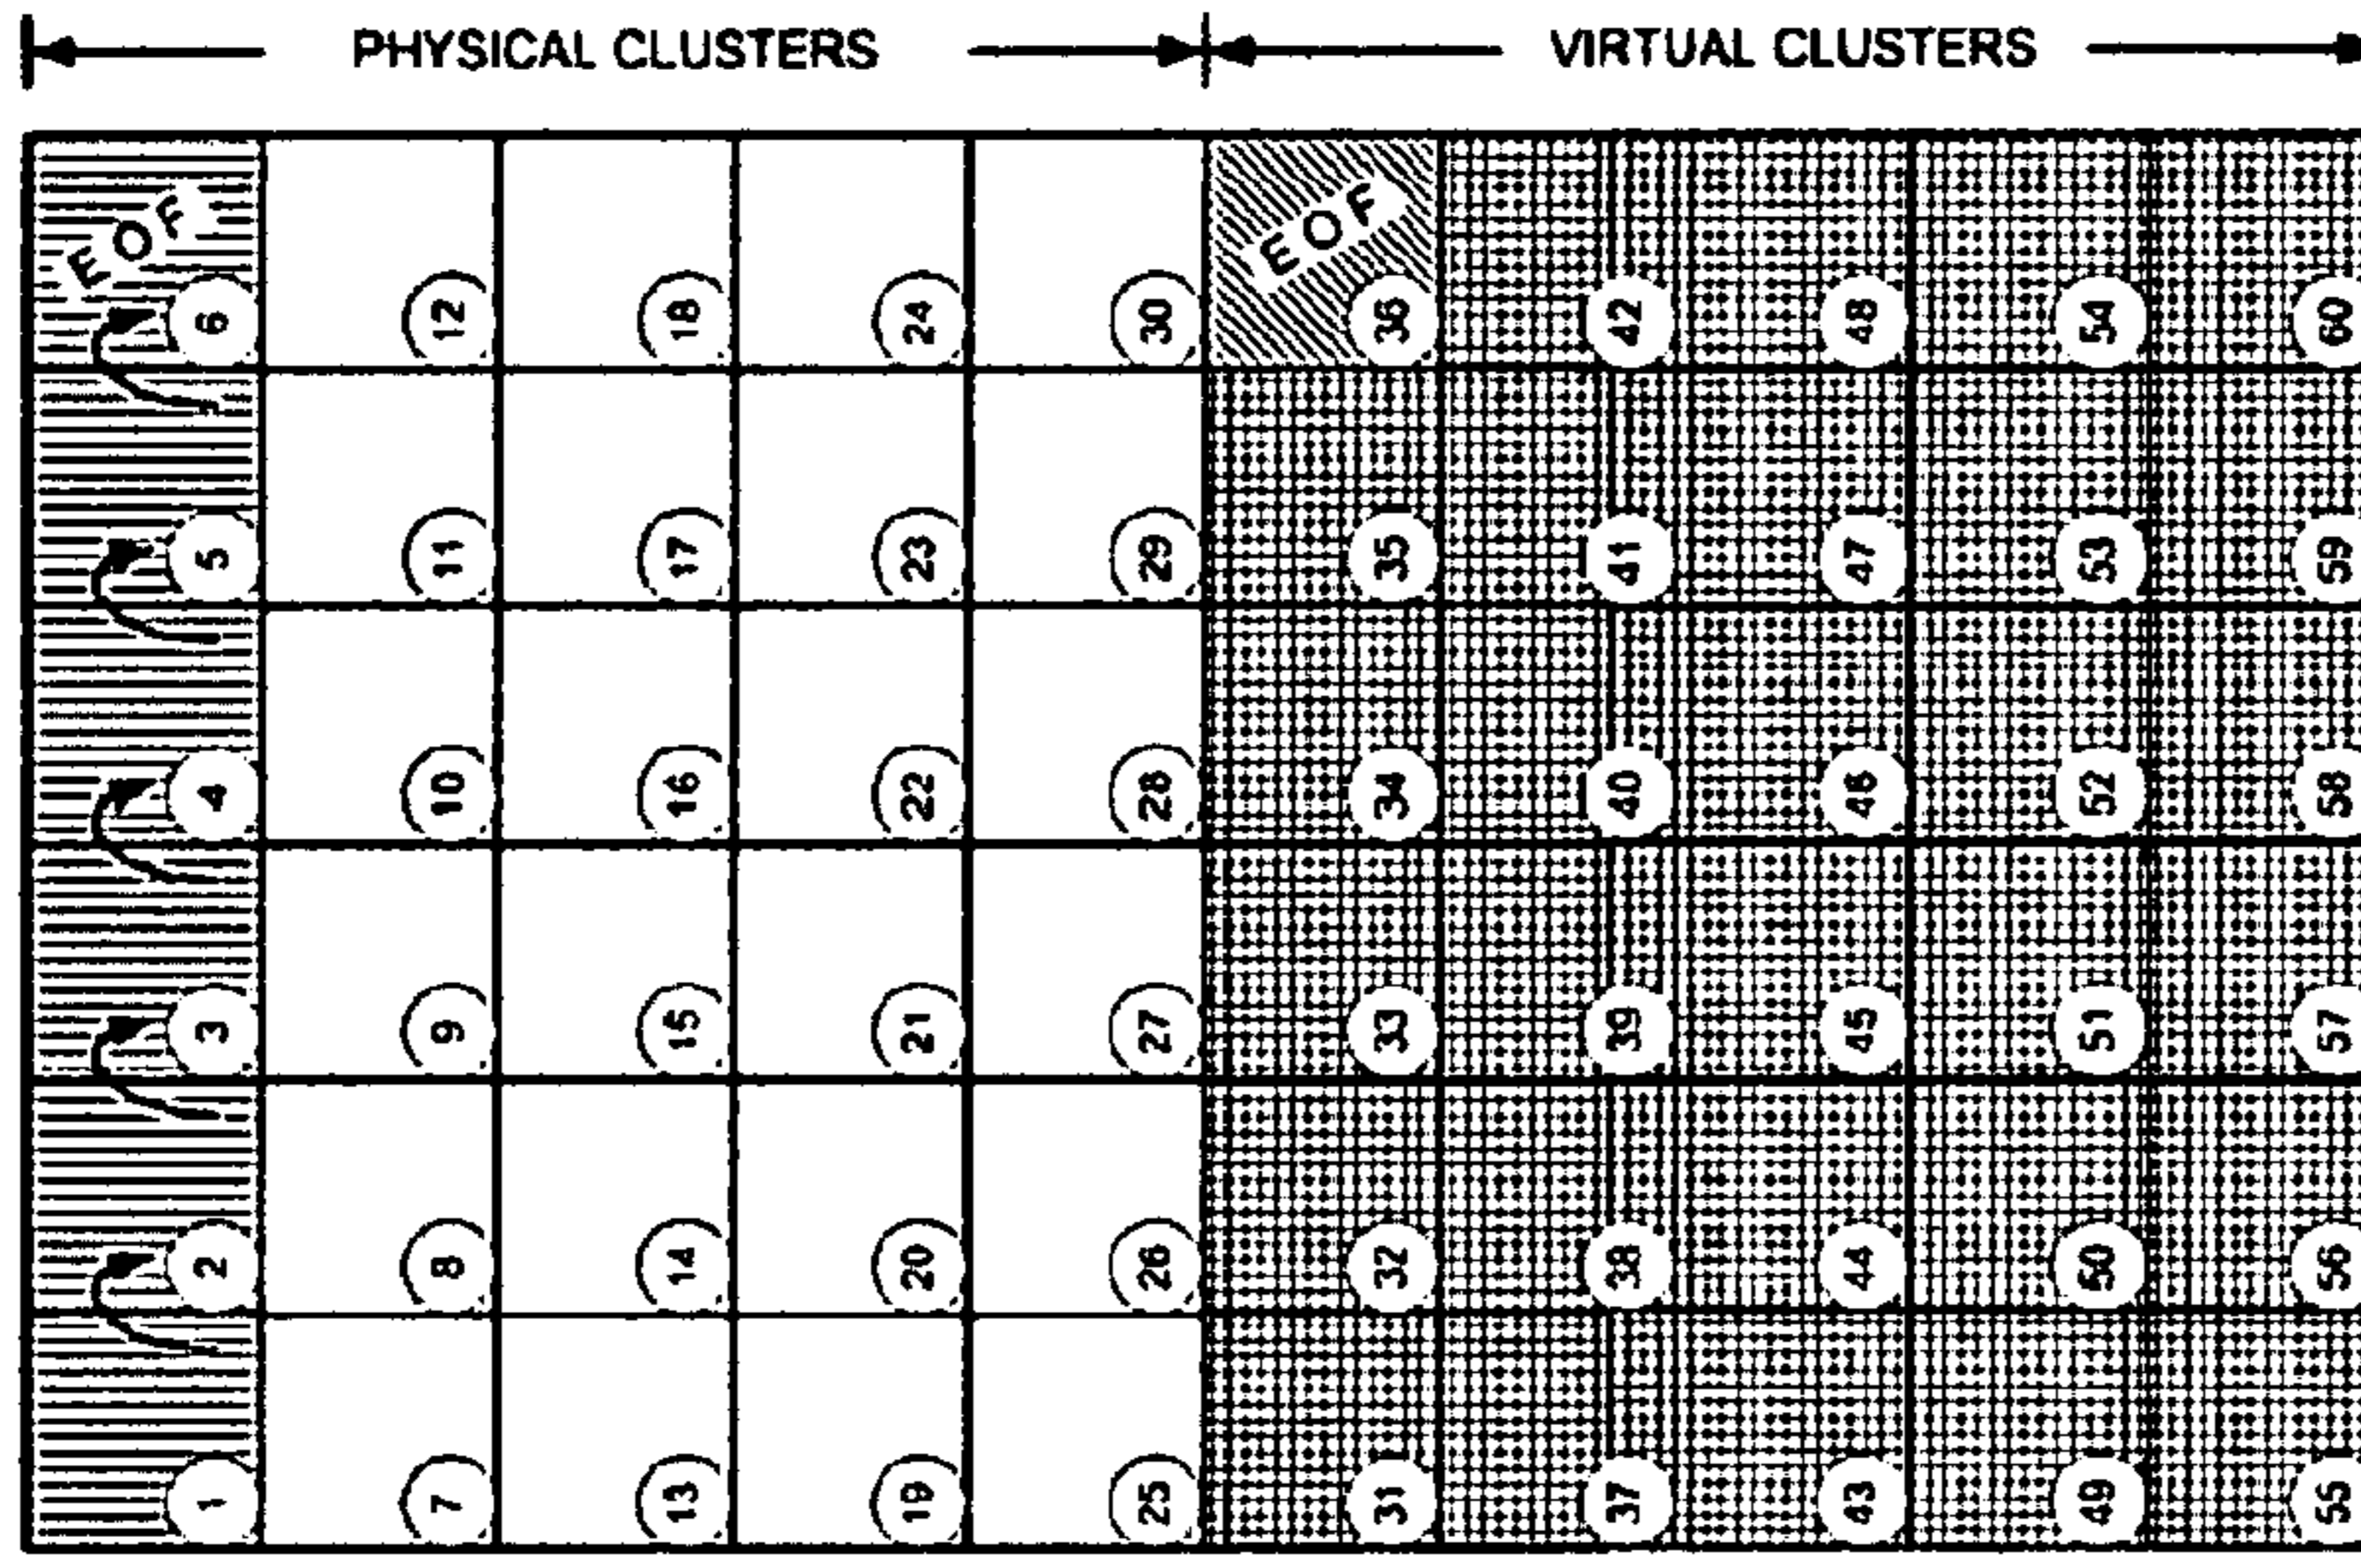 PHYSICAL CLUSTERS VIRTUAL CLUSTERS
EOF EOF
6 12 18 24 30 36 42 48 54 60
5 11 17 23 29 35 41 47 53 59
4 10 16 22 28 34 40 46 52 58
3 9 15 21 27 33 39 45 51 57
2 8 14 20 26 32 38 44 50 56
1 7 13 19 25 31 37 43 49 55